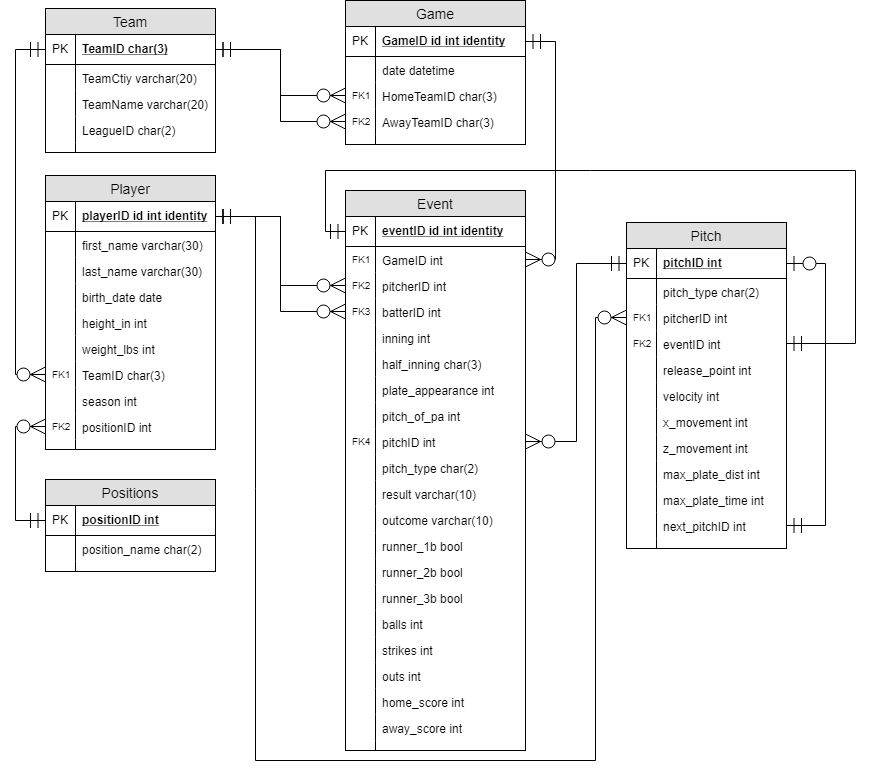 Team
PK TeamID char(3)
TeamCtiy varchar(20)
TeamName varchar(20)
LeagueID char(2)
Game
PK GameID id int identity
date datetime
FK1 HomeTeamID char(3)
FK2 AwayTeamID char(3)
Player
PK playerID id int identity
first_name varchar(30)
last_name varchar(30)
birth_date date
height_in int
weight_lbs int
FK1 TeamID char(3)
season int
FK2 positionID int
Positions
PK positionID int
position_name char(2)
Event
PK eventID id int identity
FK1 GameID int
FK2 pitcherID int
FK3 batterID int
inning int
half_inning char(3)
plate_appearance int
pitch_of_pa int
FK4 pitchID int
pitch_type char(2)
result varchar(10)
outcome varchar(10)
runner_1b bool
runner_2b bool
runner_3b bool
balls int
strikes int
outs int
home_score int
away_score int
Pitch
PK pitchID int
pitch_type char(2)
FK1 pitcherID int
FK2 eventID int
release_point int
velocity int
x_movement int
z_movement int
max_plate_dist int
max_plate_time int
next_pitchID int